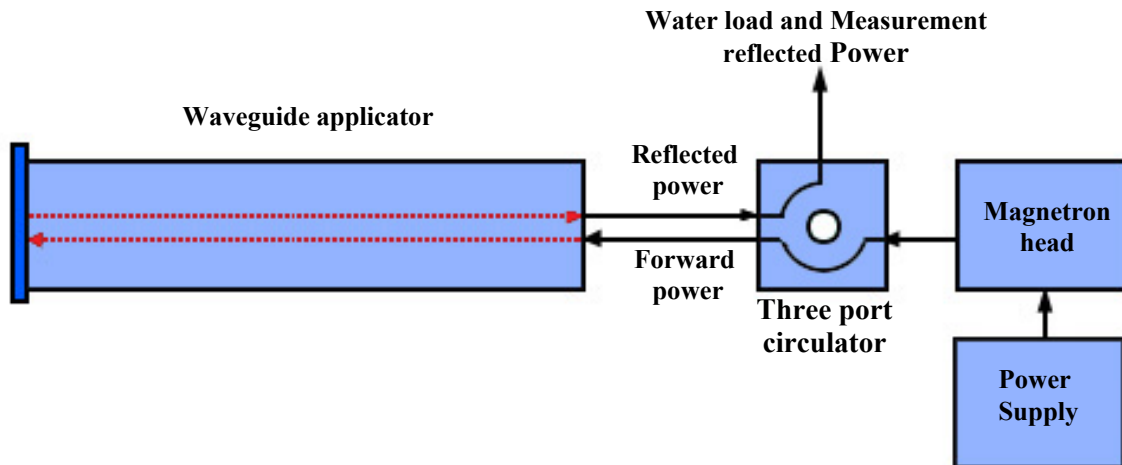 Water load and Measurement
reflected Power
Waveguide applicator
Reflected
power
Forward
power
Three port
circulator
Magnetron
head
Power
Supply